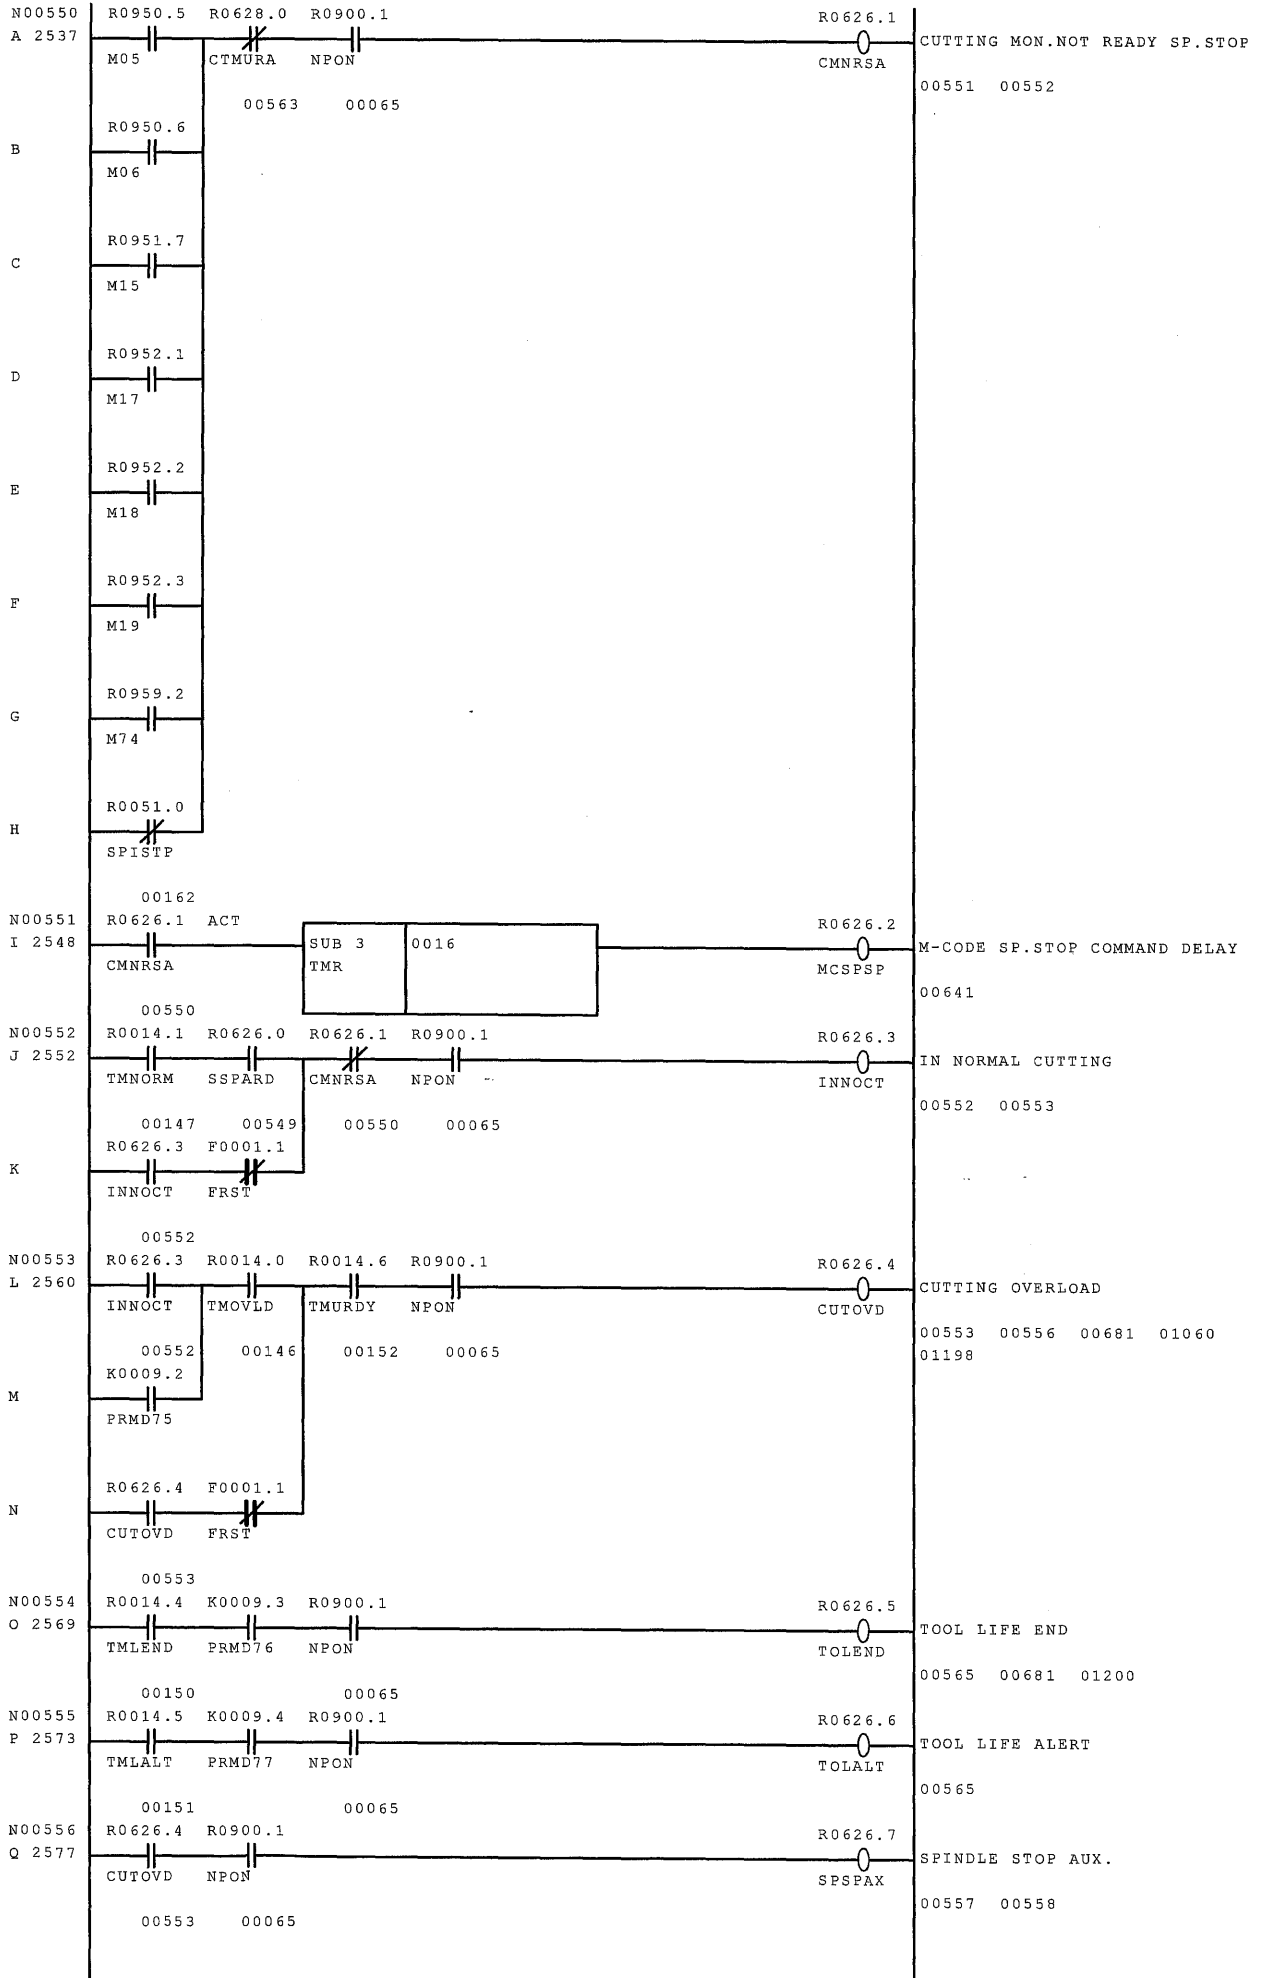 N00550 R0950.5 R0628.0 R0900.1 R0626.1
A 2537 CUTTING MON.NOT READY SP.STOP
M05 CTMURA NPON CMNRSA
00551 00552
00563 00065
R0950.6
B
M06
R0951.7
C
M15
R0952.1
D
M17
R0952.2
E
M18
R0952.3
F
M19
R0959.2
G
M74
R0051.0
H
SPISTP
00162
N00551 R0626.1 ACT R0626.2
I 2548 SUB 3 0016 M-CODE SP.STOP COMMAND DELAY
CMNRSA TMR MCSPSP
00641
00550
N00552 R0014.1 R0626.0 R0626.1 R0900.1 R0626.3
J 2552 IN NORMAL CUTTING
TMNORM SSPARD CMNRSA NPON INNOCT
00552 00553
00147 00549 00550 00065
R0626.3 F0001.1
K
INNOCT FRST
00552
N00553 R0626.3 R0014.0 R0014.6 R0900.1 R0626.4
L 2560 CUTTING OVERLOAD
INNOCT TMOVLD TMURDY NPON CUTOVD
00553 00556 00681 01060
00552 00146 00152 00065 01198
K0009.2
M
PRMD75
R0626.4 F0001.1
N
CUTOVD FRST
00553
N00554 R0014.4 K0009.3 R0900.1 R0626.5
O 2569 TOOL LIFE END
TMLEND PRMD76 NPON TOLEND
00565 00681 01200
00150 00065
N00555 R0014.5 K0009.4 R0900.1 R0626.6
P 2573 TOOL LIFE ALERT
TMLALT PRMD77 NPON TOLALT
00565
00151 00065
N00556 R0626.4 R0900.1 R0626.7
Q 2577 SPINDLE STOP AUX.
CUTOVD NPON SPSPAX
00557 00558
00553 00065